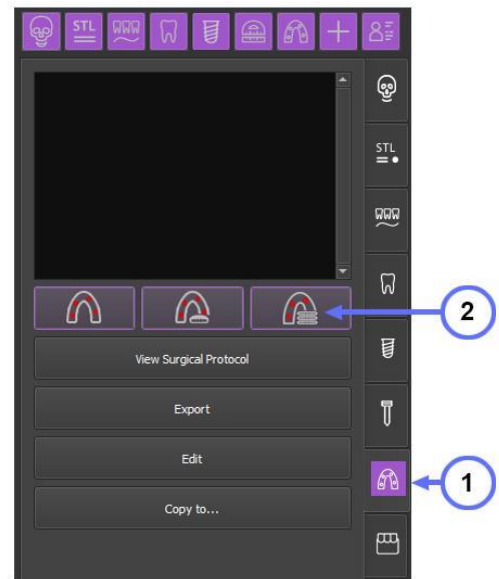 STL
STL
2
View Surgical Protocol
Export
Edit
1
Copy to...